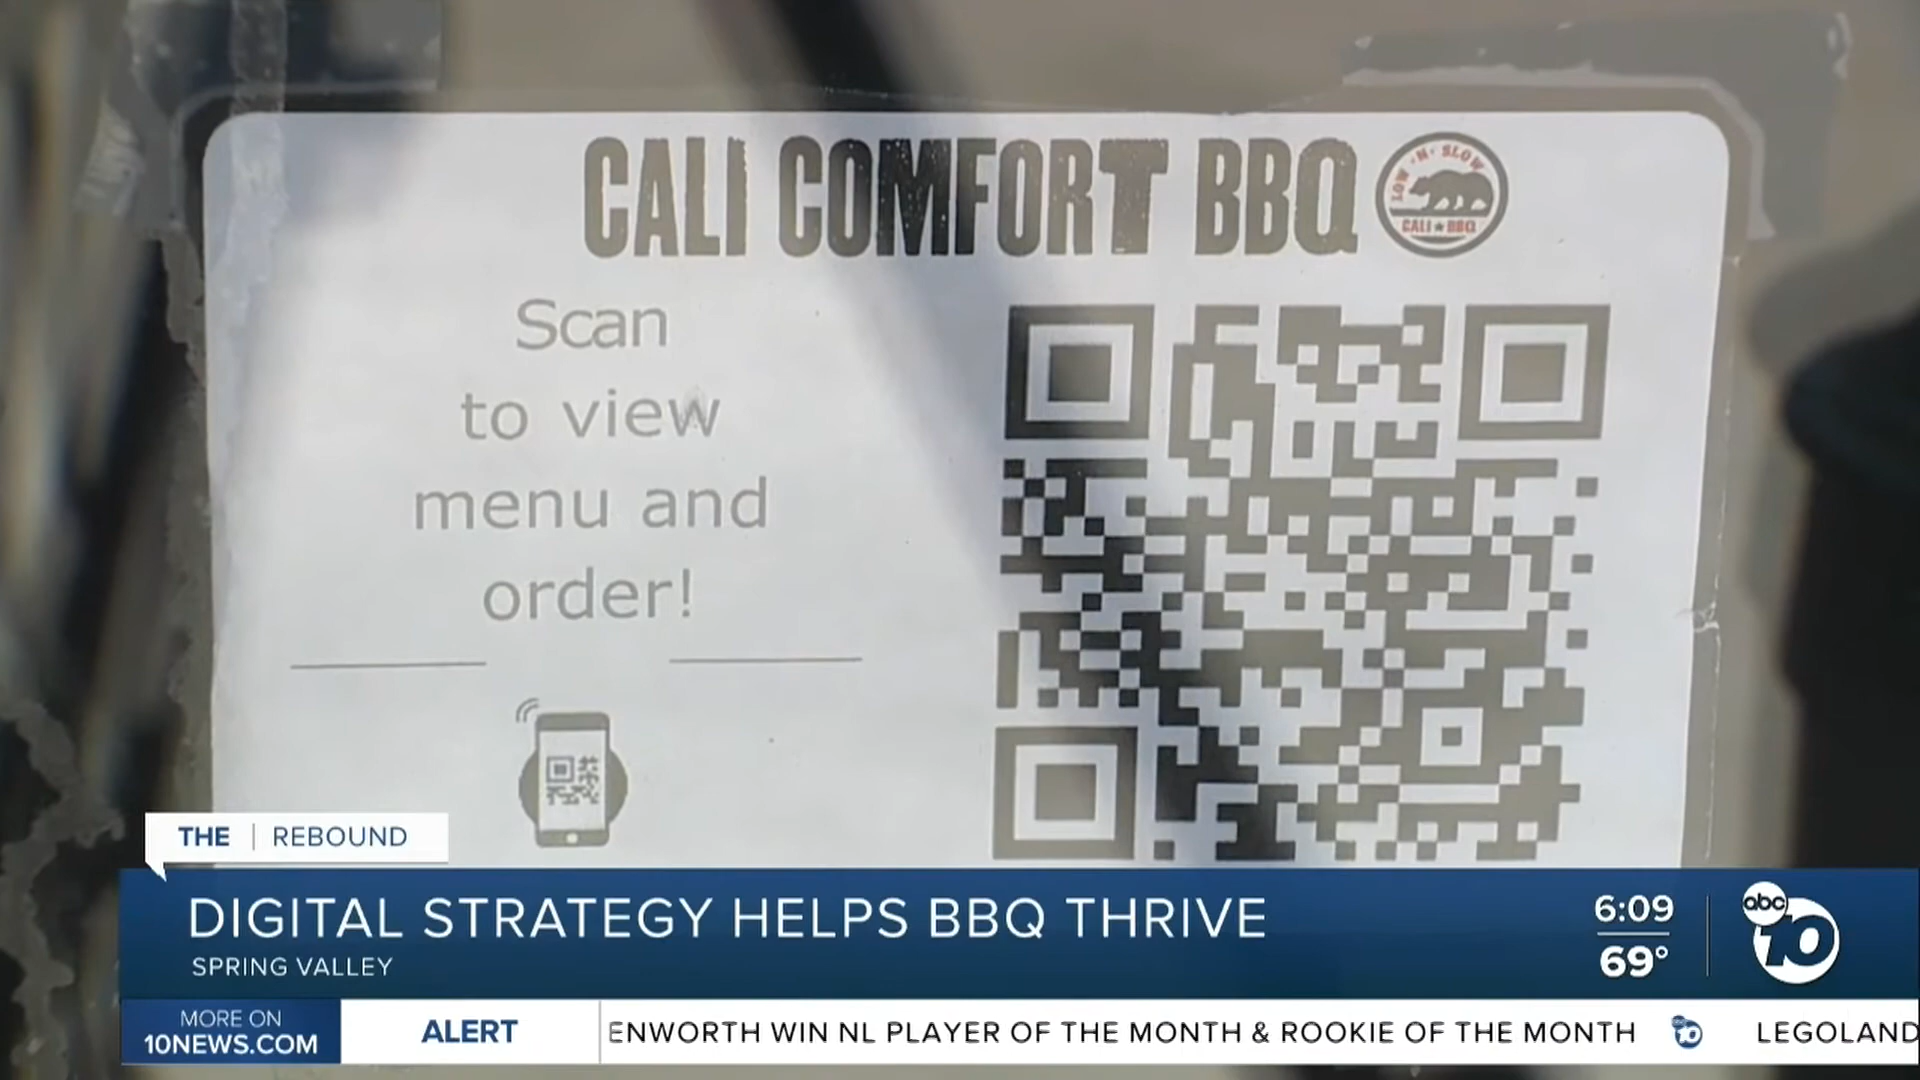 CALI COMFORT BBQ
LOW 'N' SLOW
CALI★BBQ
Scan
to view
menu and
order!
THE | REBOUND
DIGITAL STRATEGY HELPS BBQ THRIVE
SPRING VALLEY
6:09
69°
abc
10
MORE ON
10NEWS.COM
ALERT
ENWORTH WIN NL PLAYER OF THE MONTH & ROOKIE OF THE MONTH
10
LEGOLAND